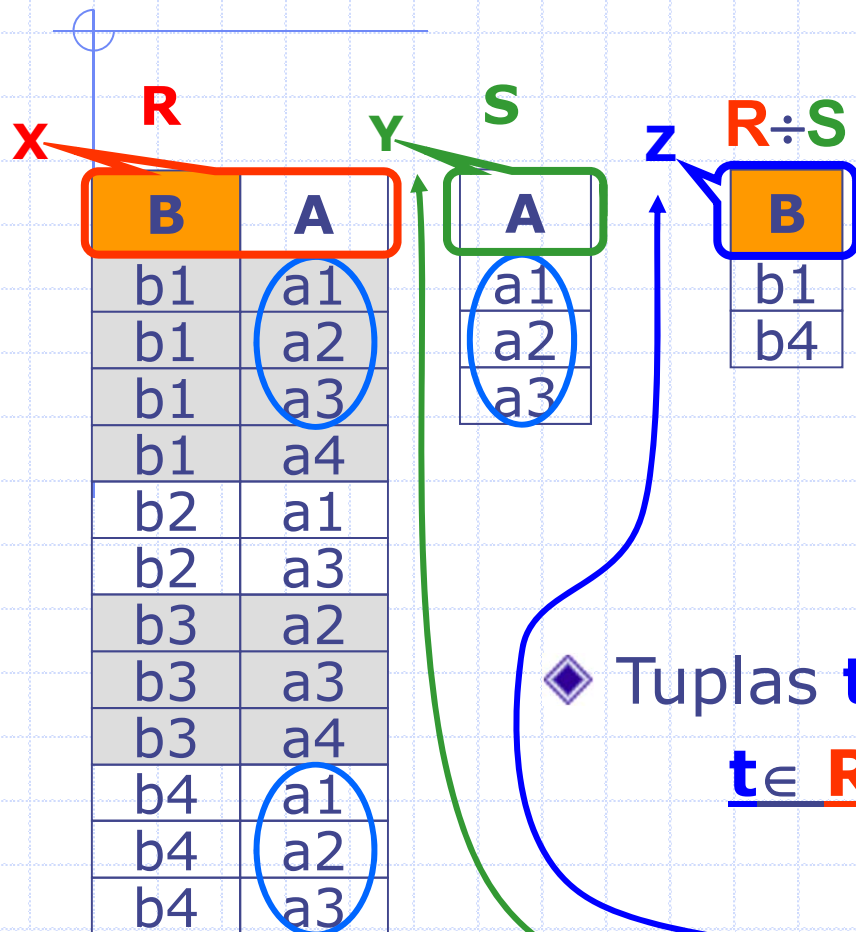 R S
X Y Z R÷S
B A A B
b1 a1 a1 b1
b1 a2 a2 b4
b1 a3 a3
b1 a4
b2 a1
b2 a3
b3 a2
b3 a3 Tuplas t
b3 a4
b4 a1 t∈ R
b4 a2
b4 a3